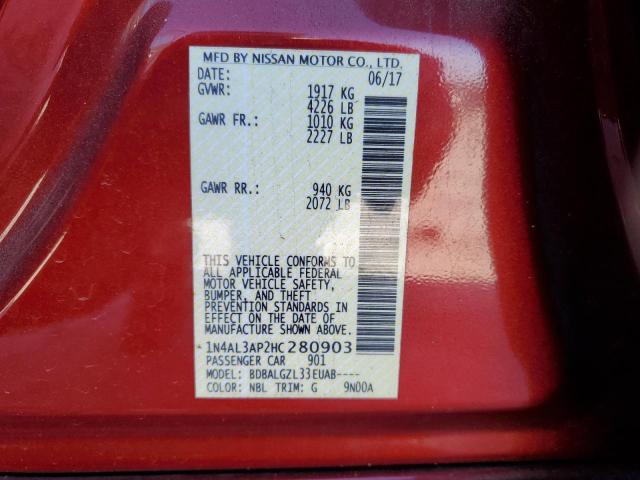 MFD BY NISSAN MOTOR CO., LTD.
DATE: 06/17
GVWR: 1917 KG
4226 LB
GAWR FR.: 1010 KG
2227 LB
GAWR RR.: 940 KG
2072 LB
THIS VEHICLE CONFORMS TO
ALL APPLICABLE FEDERAL
MOTOR VEHICLE SAFETY,
BUMPER, AND THEFT
PREVENTION STANDARDS IN
EFFECT ON THE DATE OF
MANUFACTURE SHOWN ABOVE.
1N4AL3AP2HC280903
PASSENGER CAR 901
MODEL: BDBALGZL33EUAB----
COLOR: NBL TRIM: G 9N00A